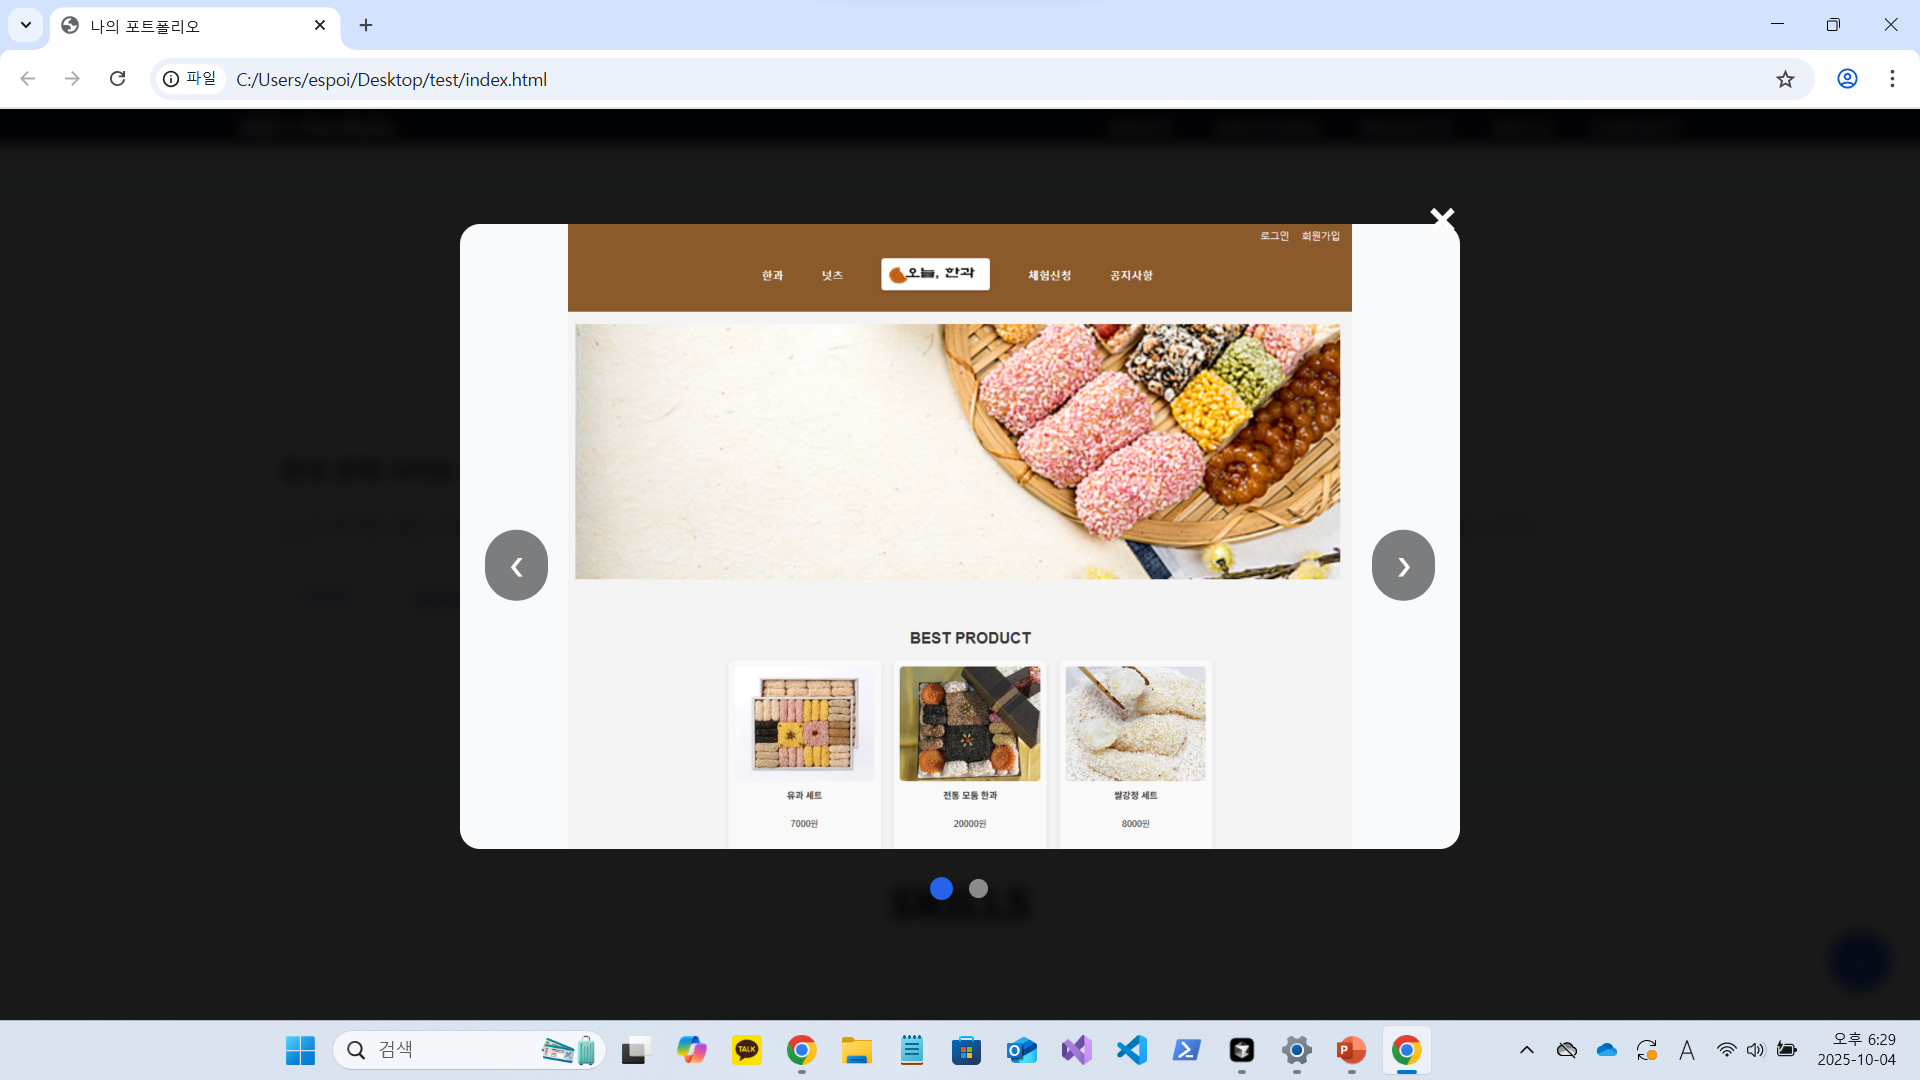 나의 포트폴리오
파일
C:/Users/espoi/Desktop/test/index.html
로그인 회원가입
한과 넛츠 오늘, 한과 체험신청 공지사항
BEST PRODUCT
유과 세트 전통 모둠 한과 쌀강정 세트
7000원 20000원 8000원
SKILLS
검색
TALK
A
오후 6:29
2025-10-04